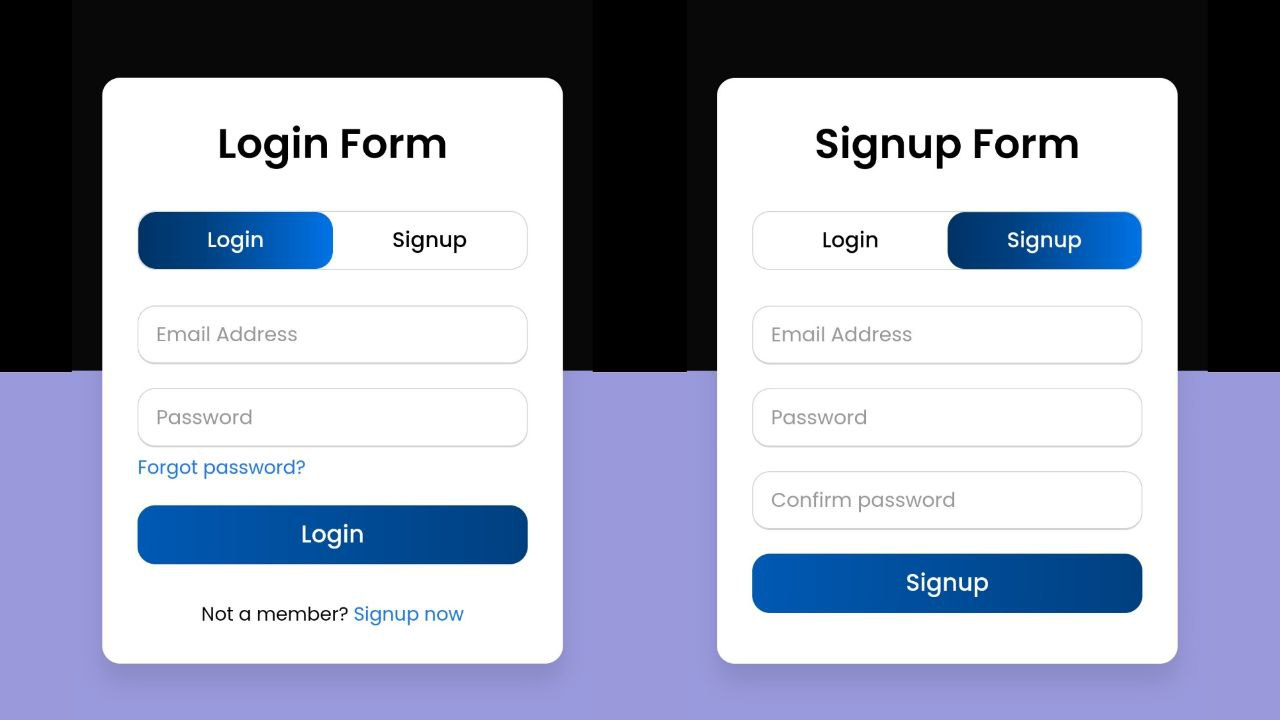 Login Form
Login Signup
Email Address
Password
Forgot password?
Login
Not a member? Signup now
Signup Form
Login Signup
Email Address
Password
Confirm password
Signup